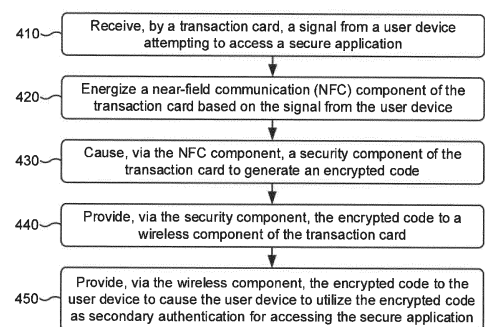 410
Receive, by a transaction card, a signal from a user device
attempting to access a secure application
420
Energize a near-field communication (NFC) component of the
transaction card based on the signal from the user device
430
Cause, via the NFC component, a security component of the
transaction card to generate an encrypted code
440
Provide, via the security component, the encrypted code to a
wireless component of the transaction card
450
Provide, via the wireless component, the encrypted code to the
user device to cause the user device to utilize the encrypted code
as secondary authentication for accessing the secure application